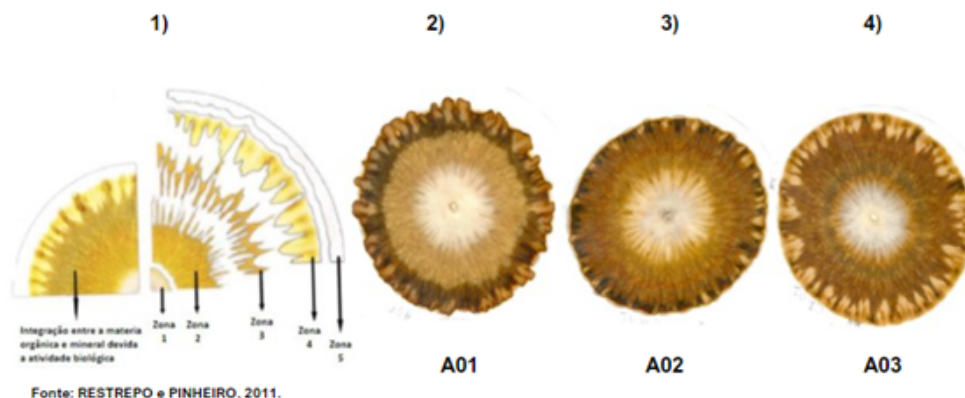 1)
2)
3)
4)
Integração entre a materia
orgânica e mineral devida
a atividade biológica
Zona
1
Zona
2
Zona
3
Zona
4
Zona
5
A01
A02
A03
Fonte: RESTREPO e PINHEIRO, 2011.